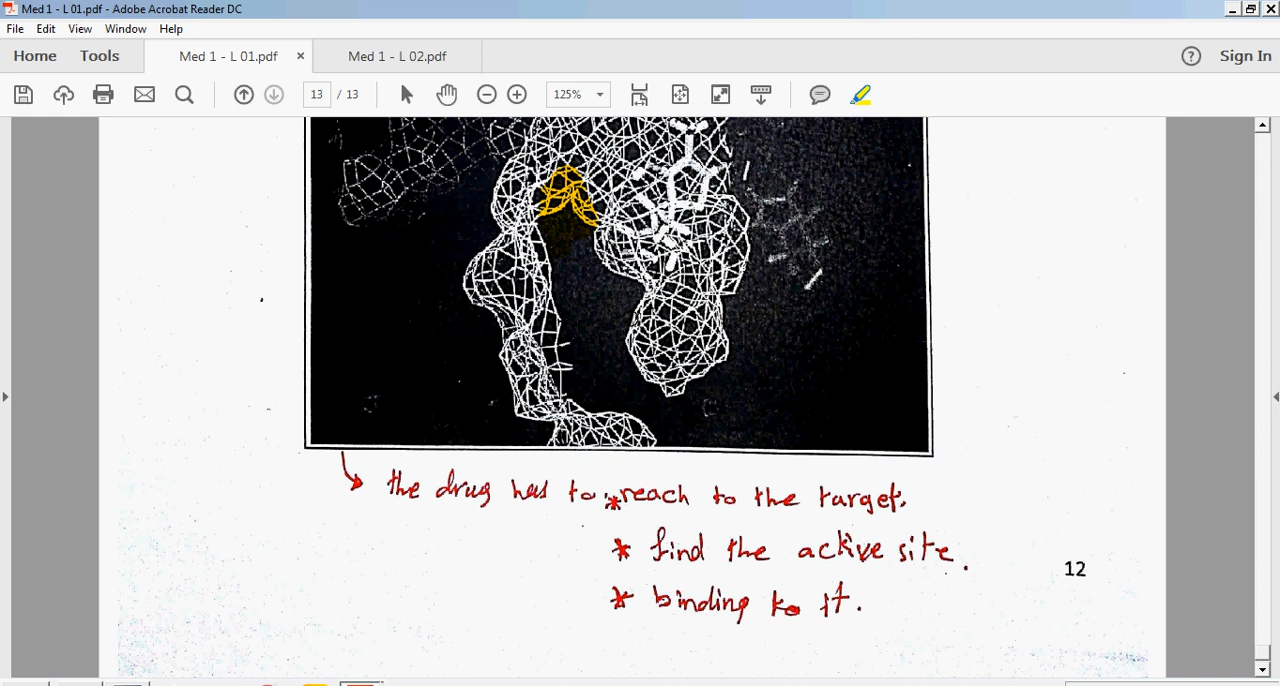 Med 1 - L 01.pdf - Adobe Acrobat Reader DC
File Edit View Window Help
Home Tools Med 1 - L 01.pdf × Med 1 - L 02.pdf ? Sign In
13 / 13 125%
the drug has to * reach to the target.
* find the active site.
12
* binding to it.